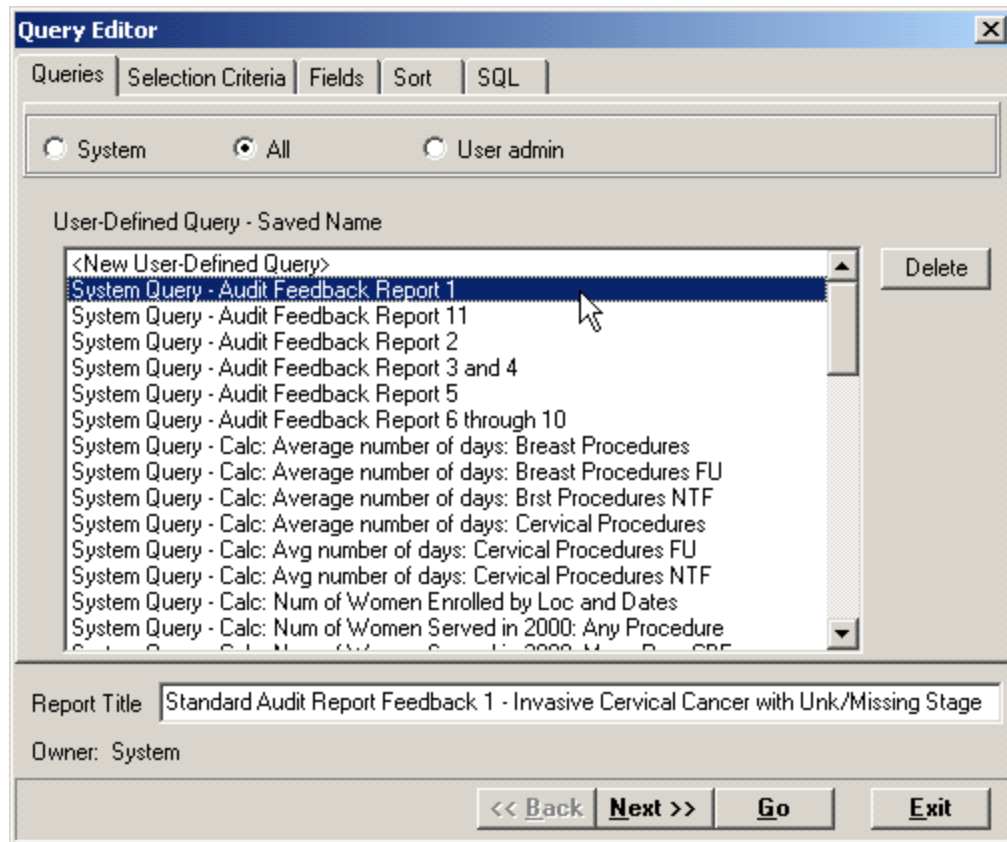 Query Editor
Queries Selection Criteria Fields Sort SQL
System All User admin
User-Defined Query - Saved Name
<New User-Defined Query>
Delete
System Query - Audit Feedback Report 1
System Query - Audit Feedback Report 11
System Query - Audit Feedback Report 2
System Query - Audit Feedback Report 3 and 4
System Query - Audit Feedback Report 5
System Query - Audit Feedback Report 6 through 10
System Query - Calc: Average number of days: Breast Procedures
System Query - Calc: Average number of days: Breast Procedures FU
System Query - Calc: Average number of days: Brst Procedures NTF
System Query - Calc: Average number of days: Cervical Procedures
System Query - Calc: Avg number of days: Cervical Procedures FU
System Query - Calc: Avg number of days: Cervical Procedures NTF
System Query - Calc: Num of Women Enrolled by Loc and Dates
System Query - Calc: Num of Women Served in 2000: Any Procedure
Report Title Standard Audit Report Feedback 1 - Invasive Cervical Cancer with Unk/Missing Stage
Owner: System
<< Back Next >> Go Exit